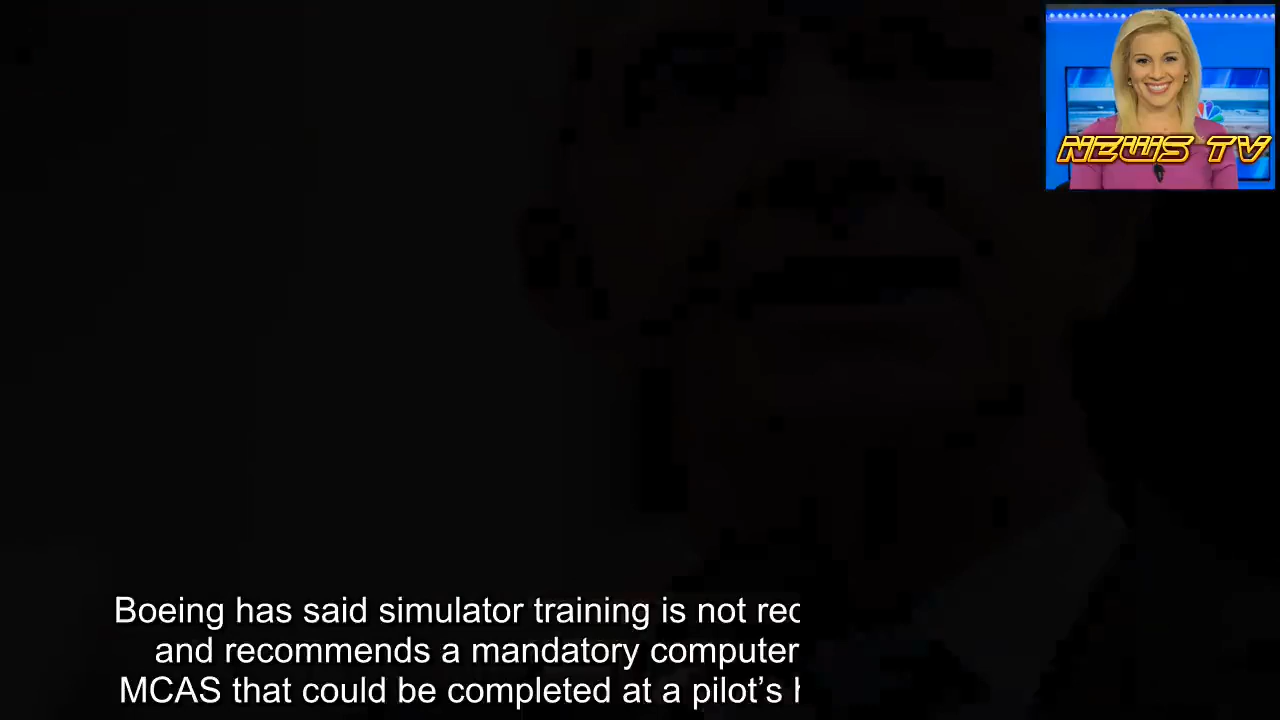 NEWS TV
Boeing has said simulator training is not
and recommends a mandatory computer
MCAS that could be completed at a pilot’s